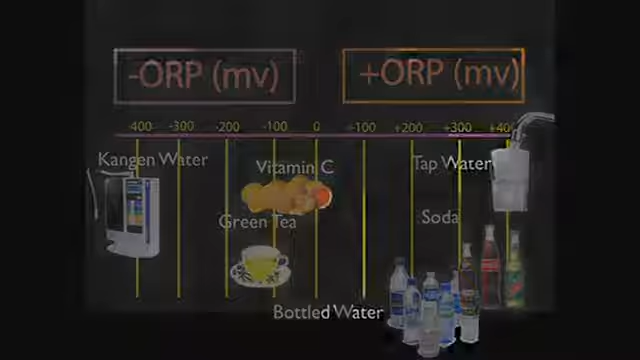 -ORP (mv) +ORP (mv)
-400 -300 -200 -100 0 +100 +200 +300 +400
Kangen Water Vitamin C Tap Water
Green Tea Soda
Bottled Water